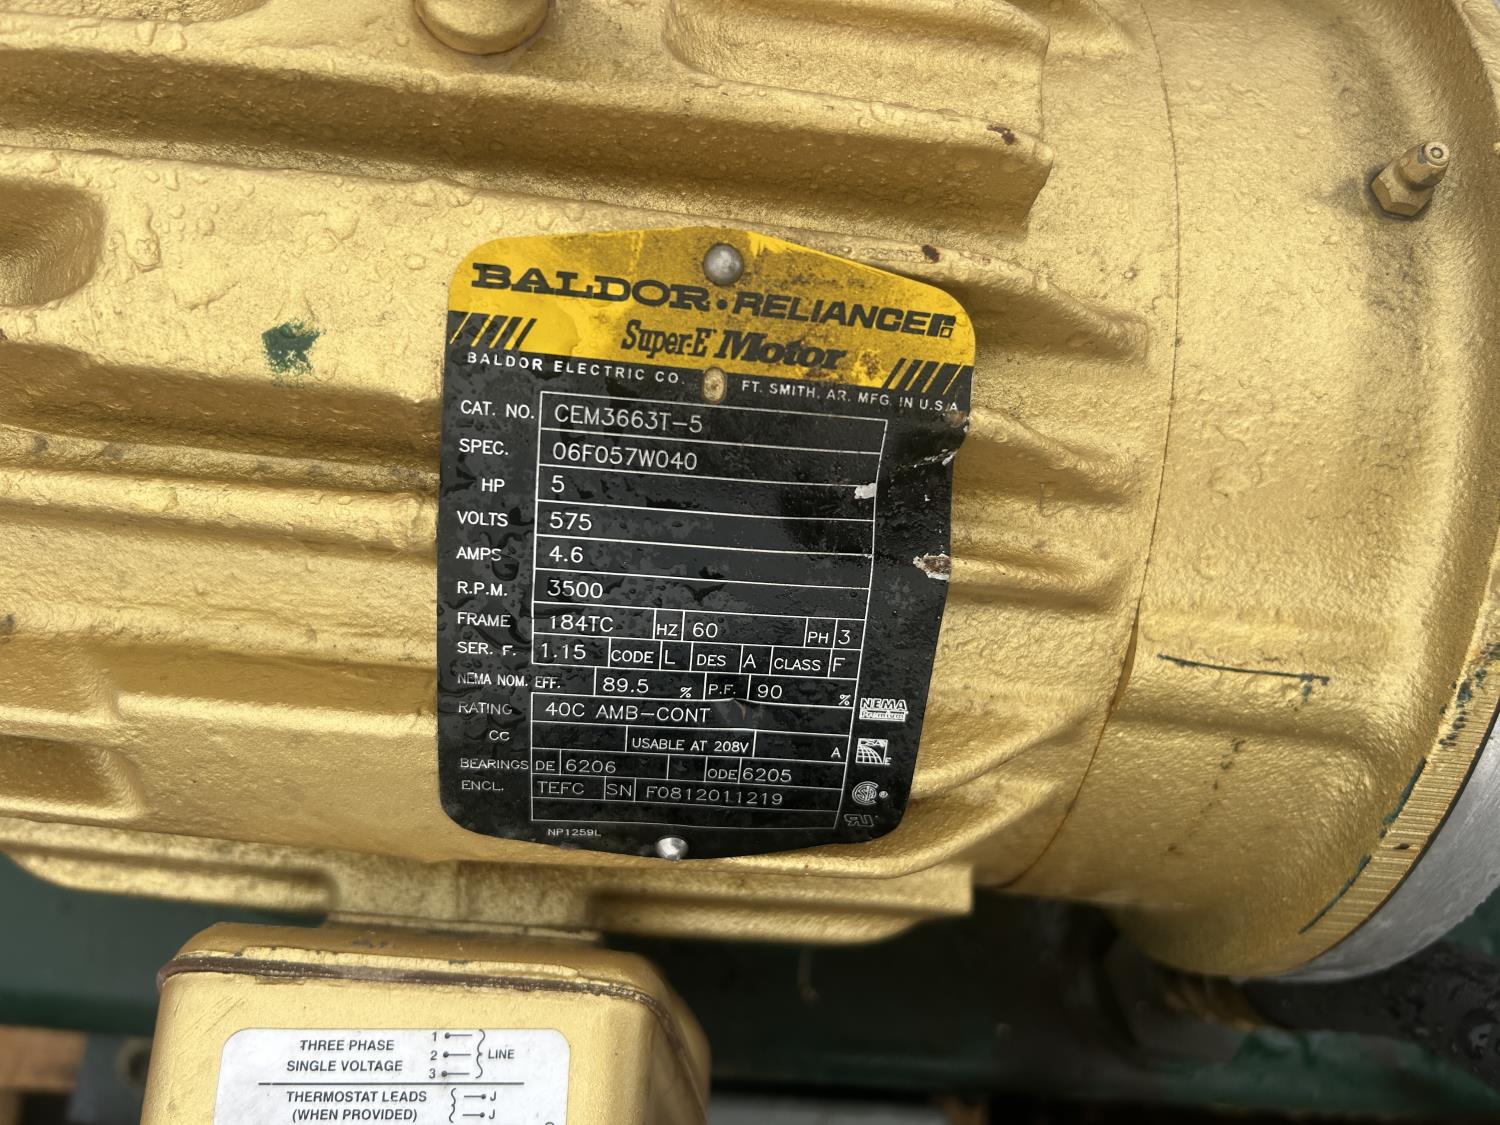 BALDOR • RELIANCER
Super-E Motor
BALDOR ELECTRIC CO. FT. SMITH, AR. MFG. IN U.S.A.
CAT. NO. CEM3663T-5
SPEC. 06F057W040
HP 5
VOLTS 575
AMPS 4.6
R.P.M. 3500
FRAME 184TC HZ 60 PH 3
SER. F. 1.15 CODE L DES A CLASS F
NEMA NOM. EFF. 89.5 % P.F. 90 %
RATING 40C AMB-CONT
CC USABLE AT 208V A
BEARINGS DE 6206 ODE 6205
ENCL. TEFC SN F0812011219
NP1259L
NEMA
Premium
THREE PHASE
SINGLE VOLTAGE
1
2
3
LINE
THERMOSTAT LEADS
(WHEN PROVIDED)
J
J